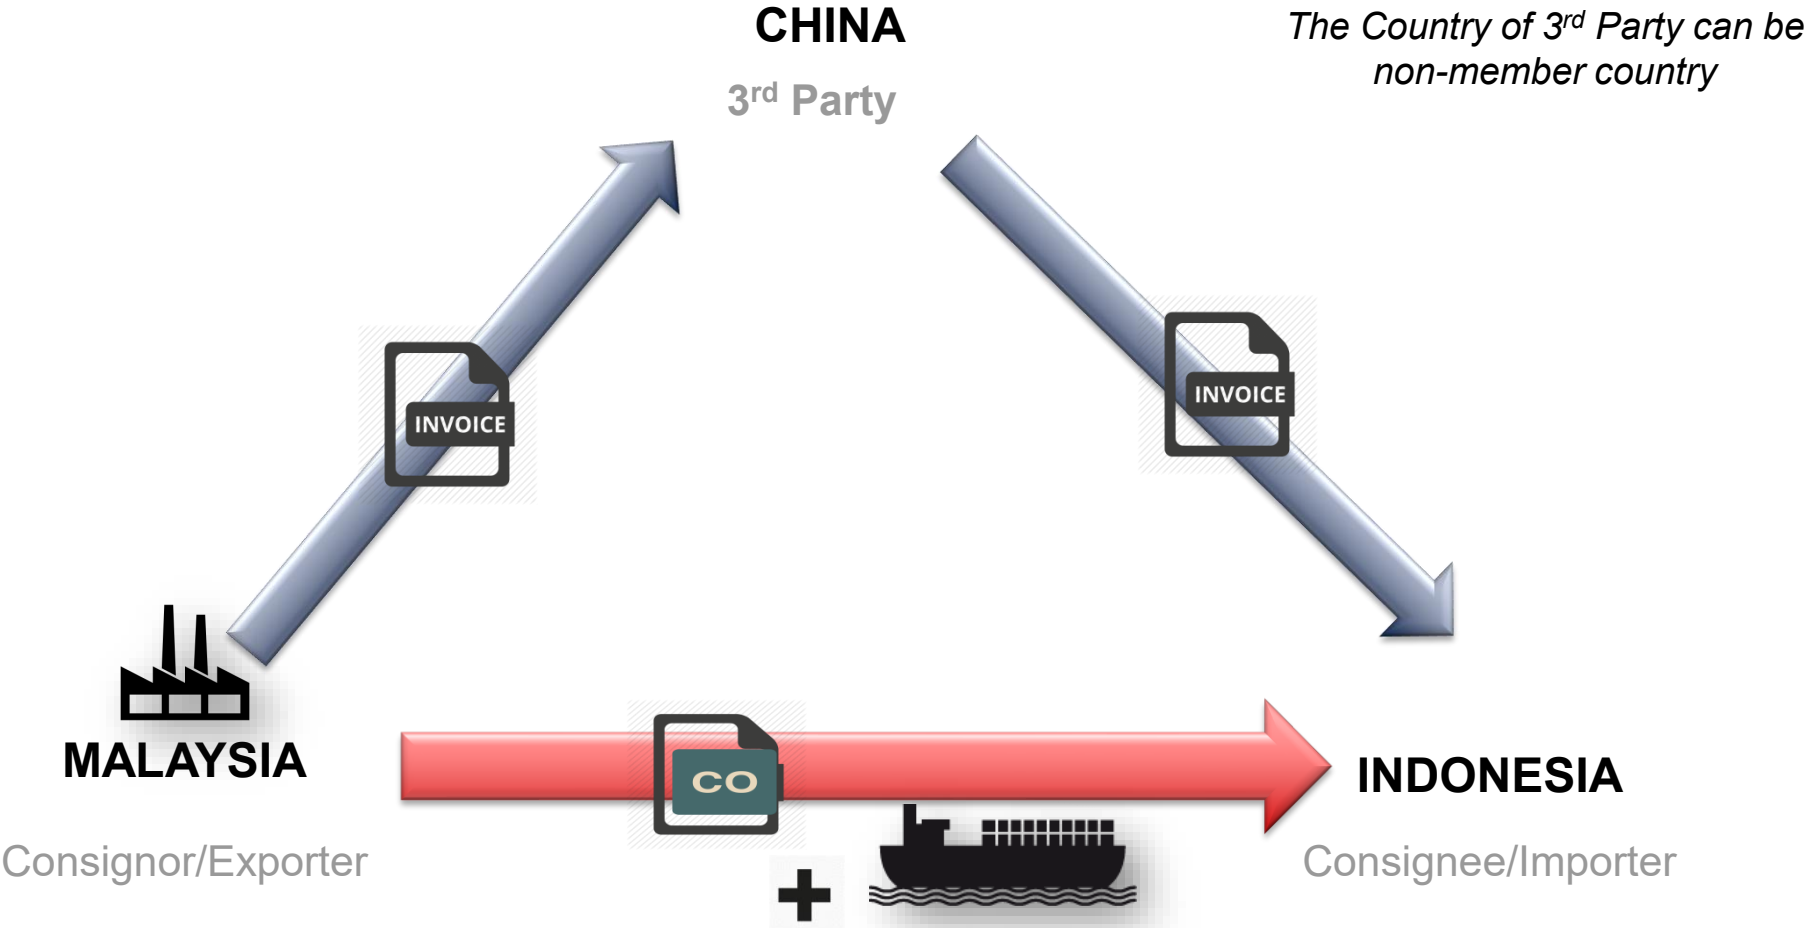 CHINA
3rd Party
The Country of 3rd Party can be
non-member country
INVOICE
INVOICE
MALAYSIA
CO
INDONESIA
Consignor/Exporter
Consignee/Importer